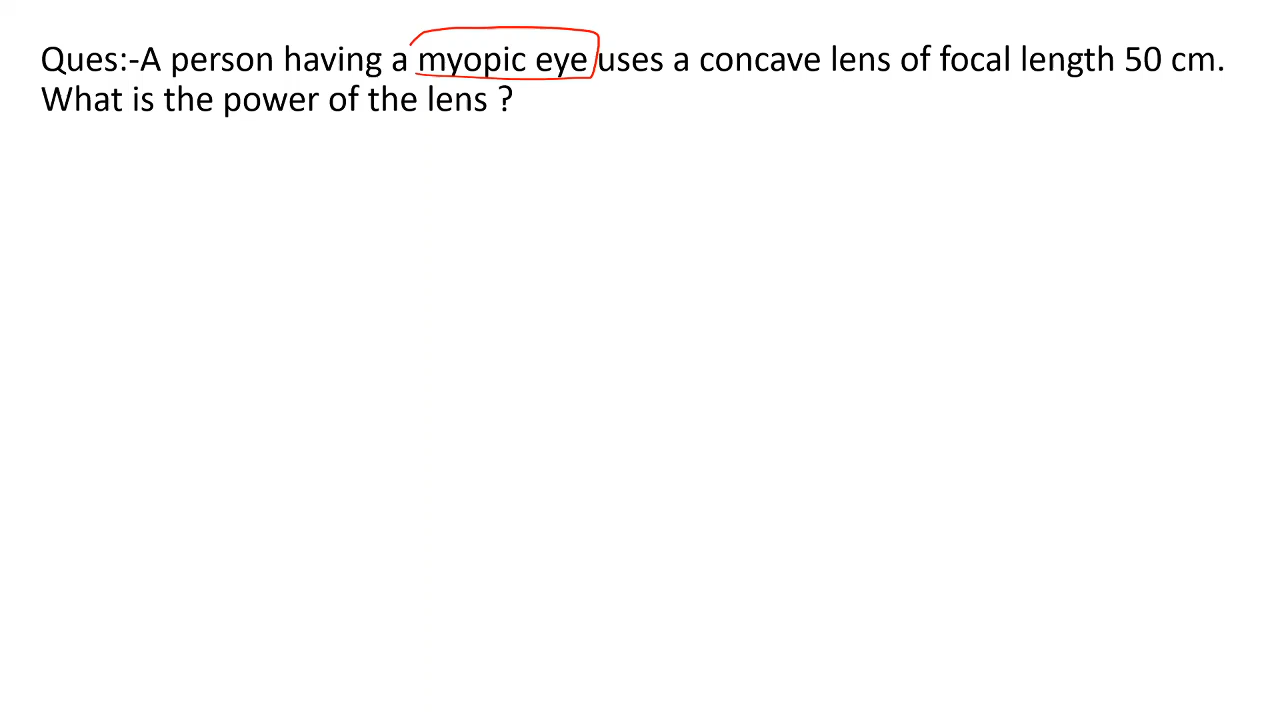 Ques:-A person having a myopic eye uses a concave lens of focal length 50 cm.
What is the power of the lens ?